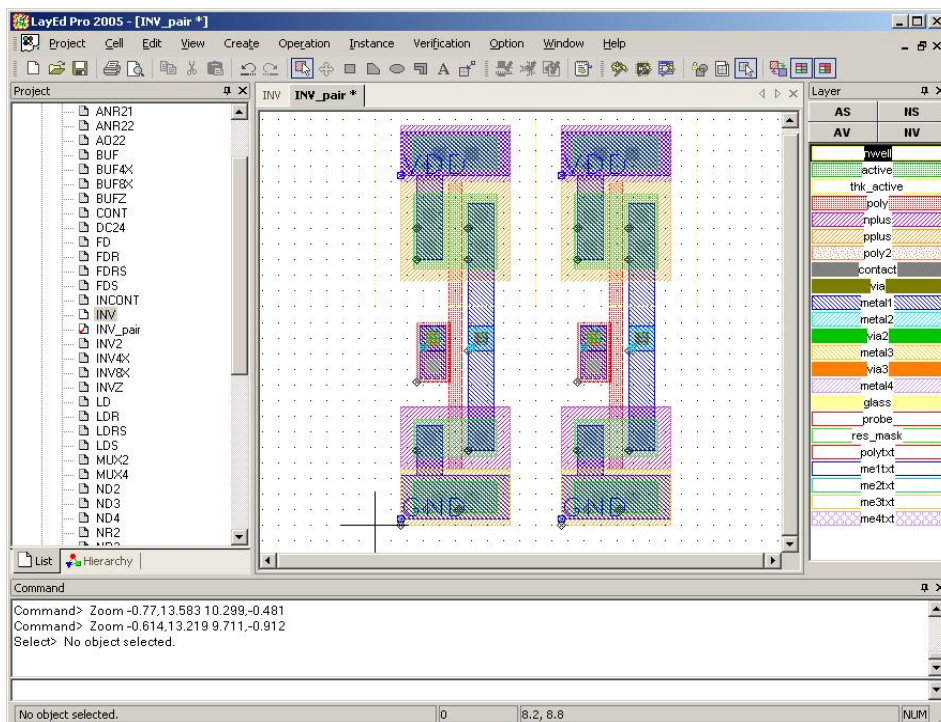 LayEd Pro 2005 - [INV_pair *]
Project Cell Edit View Create Operation Instance Verification Option Window Help
Project
ANR21
ANR22
AO22
BUF
BUF4X
BUF8X
BUFZ
CONT
DC24
FD
FDR
FDRS
FDS
INCONT
INV
INV_pair
INV2
INV4X
INV8X
INVZ
LD
LDR
LDRS
LDS
MUX2
MUX4
ND2
ND3
ND4
NR2
List Hierarchy
INV INV_pair *
VDD VDD
GND GND
Layer
AS NS
AV NV
nwell
active
thk_active
poly
nplus
pplus
poly2
contact
via
metal1
metal2
via2
metal3
via3
metal4
glass
probe
res_mask
polytxt
me1txt
me2txt
me3txt
me4txt
Command
Command> Zoom -0.77,13.583 10.299,-0.481
Command> Zoom -0.614,13.219 9.711,-0.912
Select> No object selected.
No object selected. 0 8.2, 8.8 NUM